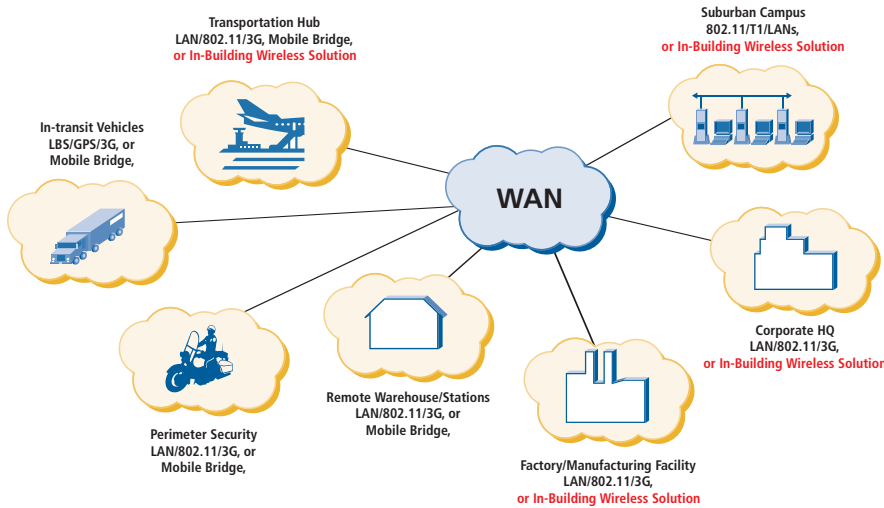 Transportation Hub
LAN/802.11/3G, Mobile Bridge,
or In-Building Wireless Solution
Suburban Campus
802.11/T1/LANs,
or In-Building Wireless Solution
In-transit Vehicles
LBS/GPS/3G, or
Mobile Bridge,
WAN
Corporate HQ
LAN/802.11/3G,
or In-Building Wireless Solution
Remote Warehouse/Stations
LAN/802.11/3G, or
Mobile Bridge,
Perimeter Security
LAN/802.11/3G, or
Mobile Bridge,
Factory/Manufacturing Facility
LAN/802.11/3G,
or In-Building Wireless Solution